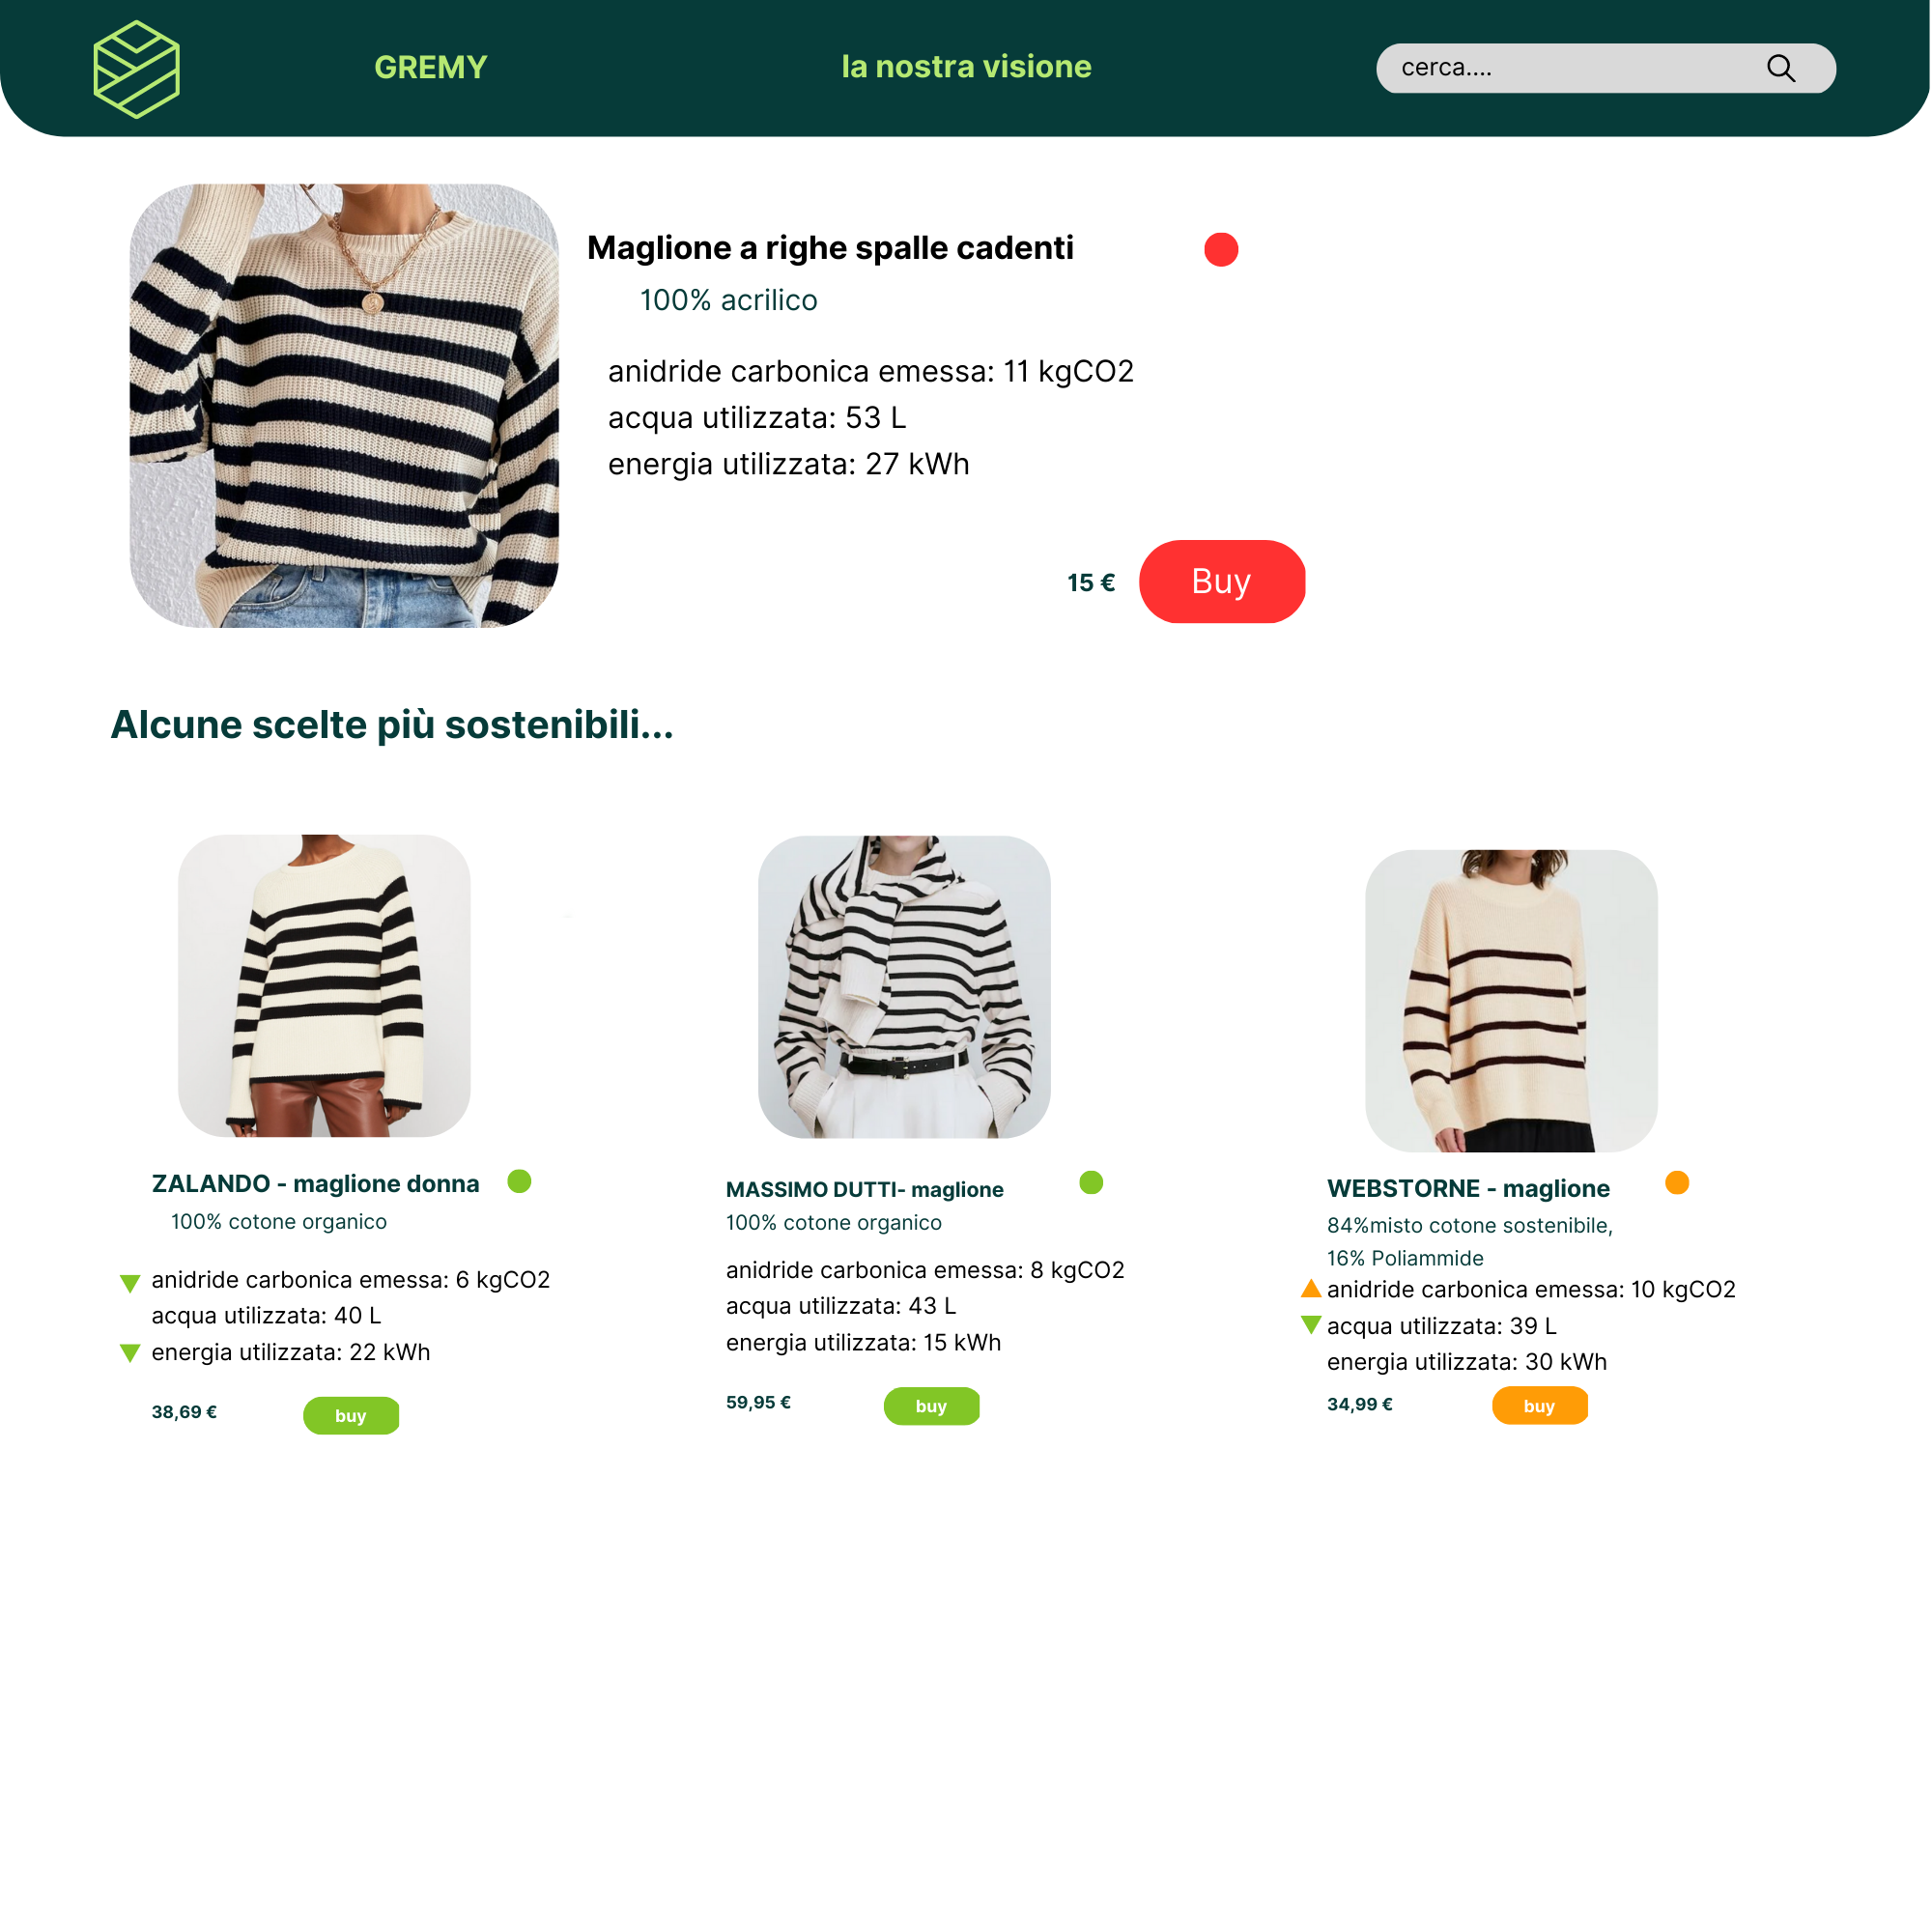 GREMY
la nostra visione
cerca....
Maglione a righe spalle cadenti
100% acrilico
anidride carbonica emessa: 11 kgCO2
acqua utilizzata: 53 L
energia utilizzata: 27 kWh
15 €
Buy
Alcune scelte più sostenibili...
ZALANDO - maglione donna
100% cotone organico
anidride carbonica emessa: 6 kgCO2
acqua utilizzata: 40 L
energia utilizzata: 22 kWh
38,69 €
buy
MASSIMO DUTTI- maglione
100% cotone organico
anidride carbonica emessa: 8 kgCO2
acqua utilizzata: 43 L
energia utilizzata: 15 kWh
59,95 €
buy
WEBSTORNE - maglione
84%misto cotone sostenibile,
16% Poliammide
anidride carbonica emessa: 10 kgCO2
acqua utilizzata: 39 L
energia utilizzata: 30 kWh
34,99 €
buy